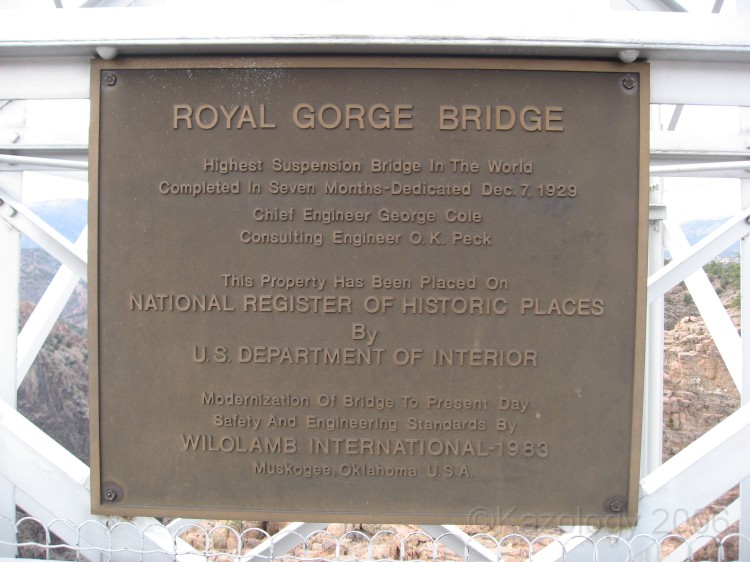 ROYAL GORGE BRIDGE
Highest Suspension Bridge In The World
Completed In Seven Months-Dedicated Dec. 7, 1929
Chief Engineer George Cole
Consulting Engineer O. K. Peck
This Property Has Been Placed On
NATIONAL REGISTER OF HISTORIC PLACES
By
U. S. DEPARTMENT OF INTERIOR
Modernization Of Bridge To Present Day
Safety And Engineering Standards By
WILOLAMB INTERNATIONAL-1983
Muskogee, Oklahoma U.S.A.
©Kazology 2006